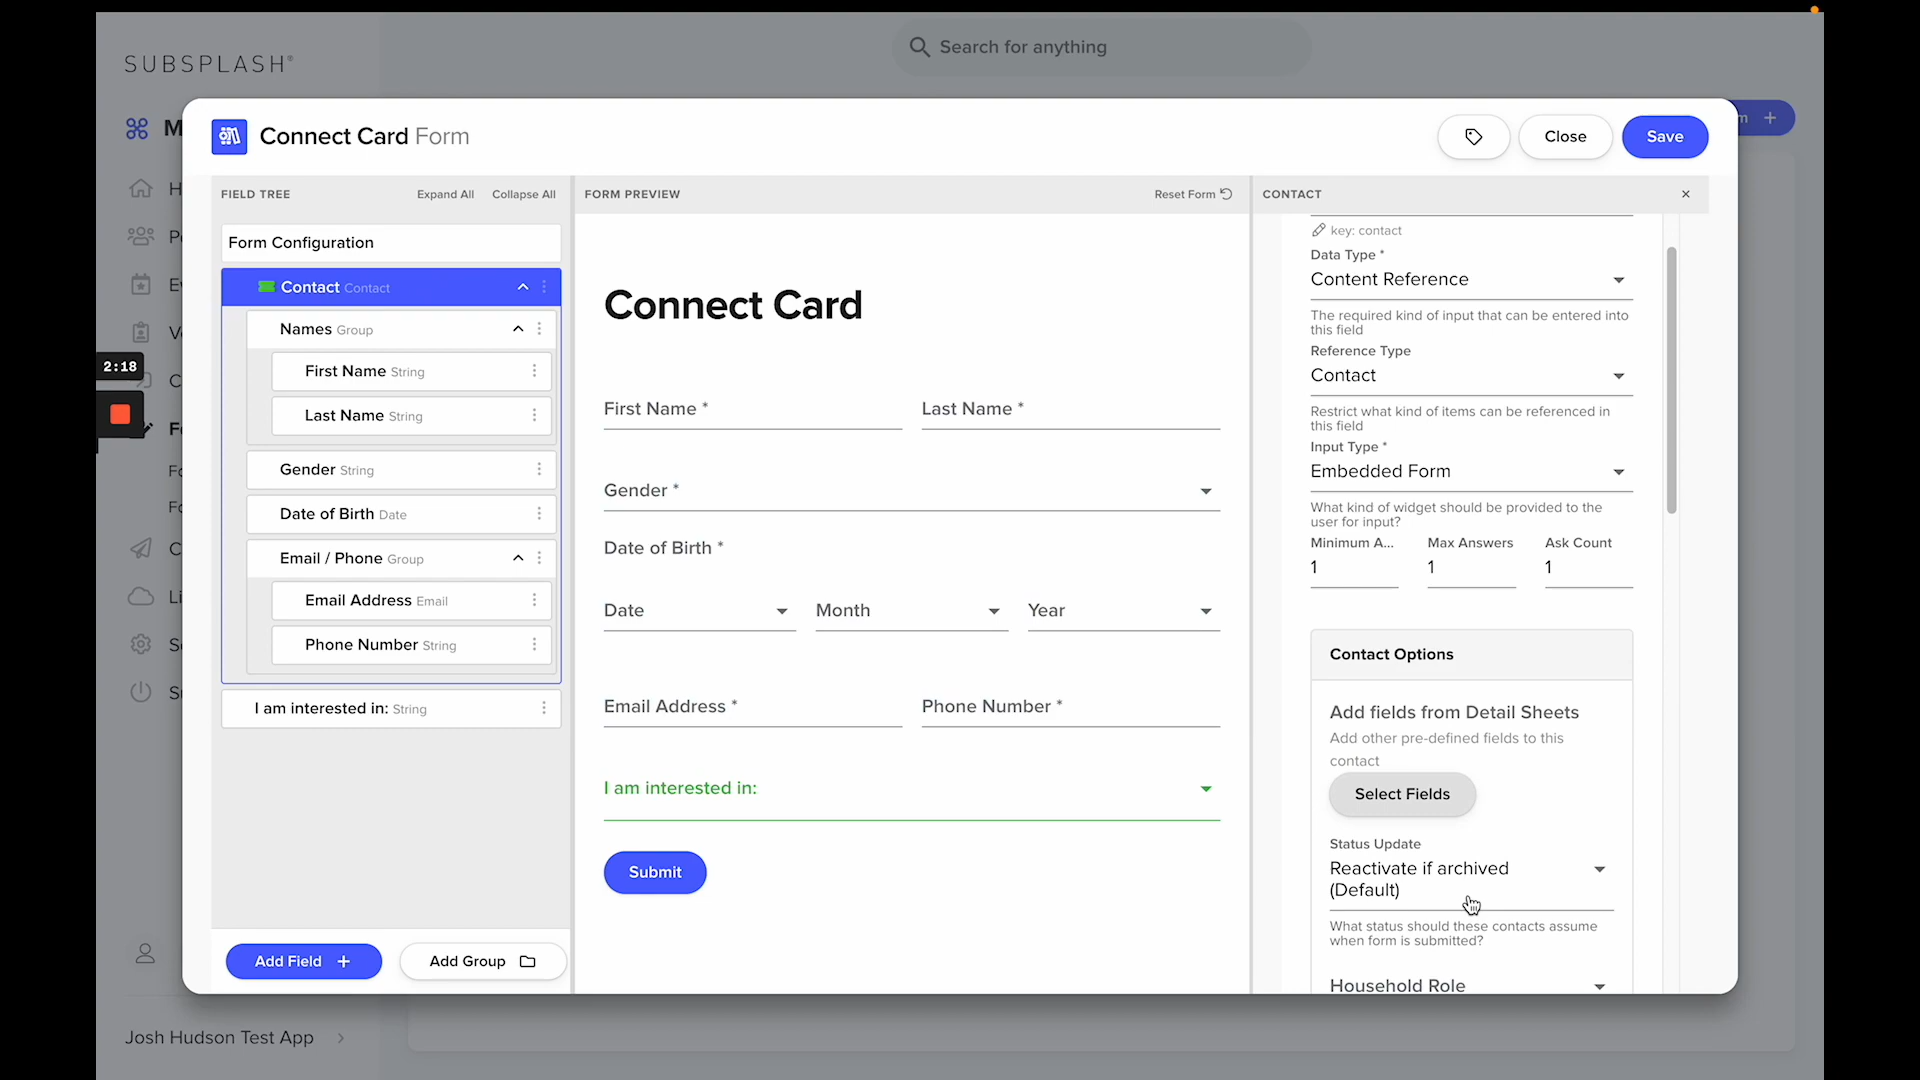 SUBSPLASH®
Search for anything
M
m +
Connect Card Form
Close
Save
FIELD TREE
Expand All
Collapse All
FORM PREVIEW
Reset Form
CONTACT
H
P
E
V
C
F
Fo
Fo
C
Li
S
S
2:18
Form Configuration
Contact Contact
Names Group
First Name String
Last Name String
Gender String
Date of Birth Date
Email / Phone Group
Email Address Email
Phone Number String
I am interested in: String
Add Field +
Add Group
Connect Card
First Name *
Last Name *
Gender *
Date of Birth *
Date
Month
Year
Email Address *
Phone Number *
I am interested in:
Submit
key: contact
Data Type *
Content Reference
The required kind of input that can be entered into
this field
Reference Type
Contact
Restrict what kind of items can be referenced in
this field
Input Type *
Embedded Form
What kind of widget should be provided to the
user for input?
Minimum A...
Max Answers
Ask Count
1
1
1
Contact Options
Add fields from Detail Sheets
Add other pre-defined fields to this
contact
Select Fields
Status Update
Reactivate if archived
(Default)
What status should these contacts assume
when form is submitted?
Household Role
Josh Hudson Test App